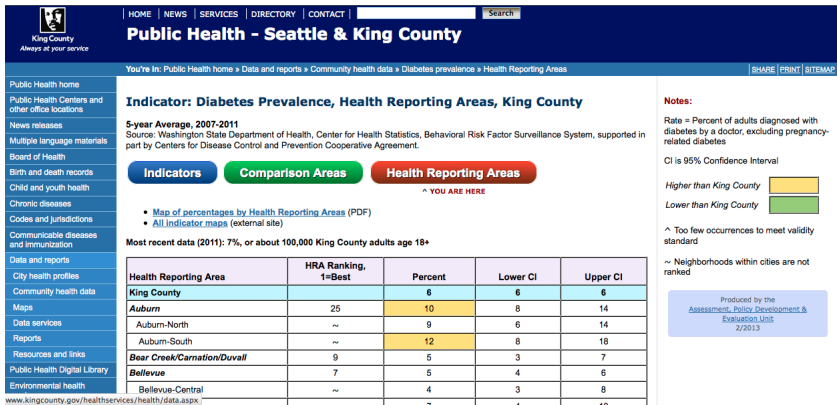 HOME | NEWS | SERVICES | DIRECTORY | CONTACT |
Search
King County
Always at your service
Public Health - Seattle & King County
You're in: Public Health home » Data and reports » Community health data » Diabetes prevalence » Health Reporting Areas
SHARE PRINT SITEMAP
Public Health home
Public Health Centers and
other office locations
News releases
Multiple language materials
Board of Health
Birth and death records
Child and youth health
Chronic diseases
Codes and jurisdictions
Communicable diseases
and immunization
Data and reports
City health profiles
Community health data
Maps
Data services
Reports
Resources and links
Public Health Digital Library
Environmental health
www.kingcounty.gov/healthservices/health/data.aspx
Indicator: Diabetes Prevalence, Health Reporting Areas, King County
5-year Average, 2007-2011
Source: Washington State Department of Health, Center for Health Statistics, Behavioral Risk Factor Surveillance System, supported in
part by Centers for Disease Control and Prevention Cooperative Agreement.
Indicators
Comparison Areas
Health Reporting Areas
^ YOU ARE HERE
• Map of percentages by Health Reporting Areas (PDF)
• All indicator maps (external site)
Most recent data (2011): 7%, or about 100,000 King County adults age 18+
Health Reporting Area | HRA Ranking, 1=Best | Percent | Lower CI | Upper CI
King County 6 6 6
Auburn 25 10 8 14
Auburn-North ~ 9 6 14
Auburn-South ~ 12 8 18
Bear Creek/Carnation/Duvall 9 5 3 7
Bellevue 7 5 4 6
Bellevue-Central ~ 4 3 8
Notes:
Rate = Percent of adults diagnosed with
diabetes by a doctor, excluding pregnancy-
related diabetes
CI is 95% Confidence Interval
Higher than King County
Lower than King County
^ Too few occurrences to meet validity
standard
~ Neighborhoods within cities are not
ranked
Produced by the
Assessment, Policy Development &
Evaluation Unit
2/2013